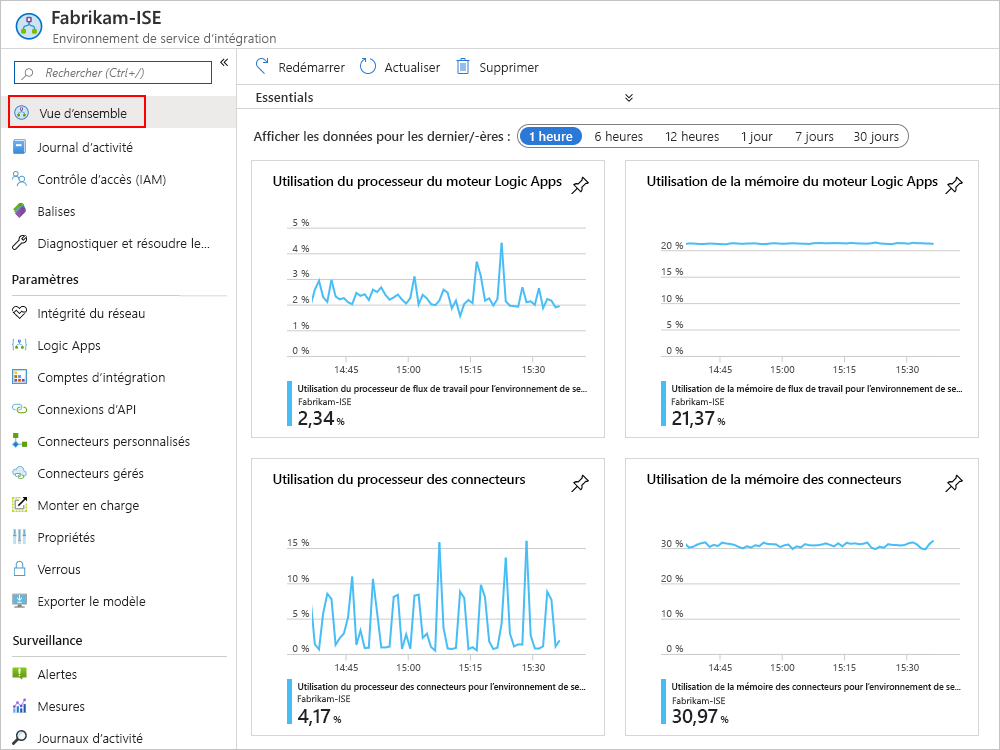 Fabrikam-ISE
Environnement de service d'intégration
Rechercher (Ctrl+/)
«
Vue d'ensemble
Journal d'activité
Contrôle d'accès (IAM)
Balises
Diagnostiquer et résoudre le...
Paramètres
Intégrité du réseau
Logic Apps
Comptes d'intégration
Connexions d'API
Connecteurs personnalisés
Connecteurs gérés
Monter en charge
Propriétés
Verrous
Exporter le modèle
Surveillance
Alertes
Mesures
Journaux d'activité
Redémarrer Actualiser Supprimer
Essentials
Afficher les données pour les dernier/-ères : 1 heure 6 heures 12 heures 1 jour 7 jours 30 jours
Utilisation du processeur du moteur Logic Apps
5 %
4 %
3 %
2 %
1 %
0 %
14:45 15:00 15:15 15:30
Utilisation du processeur de flux de travail pour l'environnement de se...
Fabrikam-ISE
2,34 %
Utilisation de la mémoire du moteur Logic Apps
20 %
15 %
10 %
5 %
0 %
14:45 15:00 15:15 15:30
Utilisation de la mémoire de flux de travail pour l'environnement de se...
Fabrikam-ISE
21,37 %
Utilisation du processeur des connecteurs
15 %
10 %
5 %
0 %
14:45 15:00 15:15 15:30
Utilisation du processeur des connecteurs pour l'environnement de se...
Fabrikam-ISE
4,17 %
Utilisation de la mémoire des connecteurs
30 %
20 %
10 %
0 %
14:45 15:00 15:15 15:30
Utilisation de la mémoire des connecteurs pour l'environnement de se...
Fabrikam-ISE
30,97 %